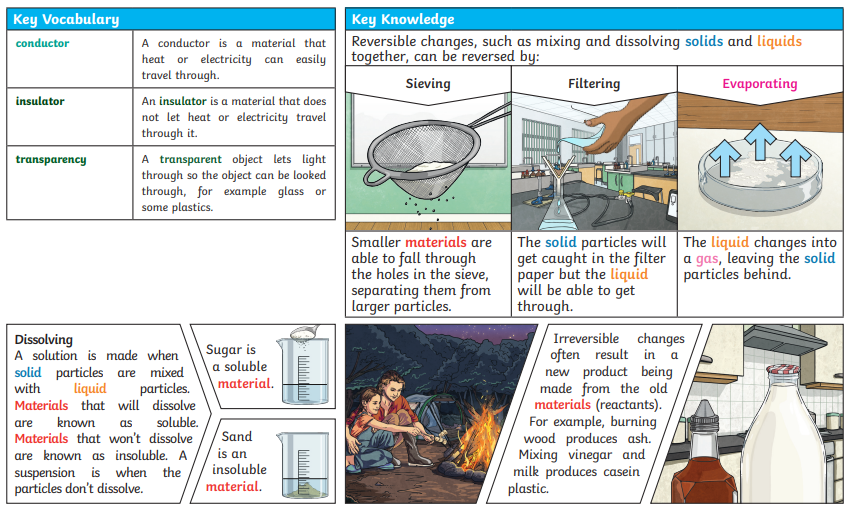 Key Vocabulary
conductor
A conductor is a material that
heat or electricity can easily
travel through.
insulator
An insulator is a material that does
not let heat or electricity travel
through it.
transparency
A transparent object lets light
through so the object can be looked
through, for example glass or
some plastics.
Key Knowledge
Reversible changes, such as mixing and dissolving solids and liquids
together, can be reversed by:
Sieving
Smaller materials are
able to fall through
the holes in the sieve,
separating them from
larger particles.
Filtering
The solid particles will
get caught in the filter
paper but the liquid
will be able to get
through.
Evaporating
The liquid changes into
a gas, leaving the solid
particles behind.
Dissolving
A solution is made when
solid particles are mixed
with liquid particles.
Materials that will dissolve
are known as soluble.
Materials that won't dissolve
are known as insoluble. A
suspension is when the
particles don't dissolve.
Sugar is
a soluble
material.
Sand
is an
insoluble
material.
Irreversible changes
often result in a
new product being
made from the old
materials (reactants).
For example, burning
wood produces ash.
Mixing vinegar and
milk produces casein
plastic.